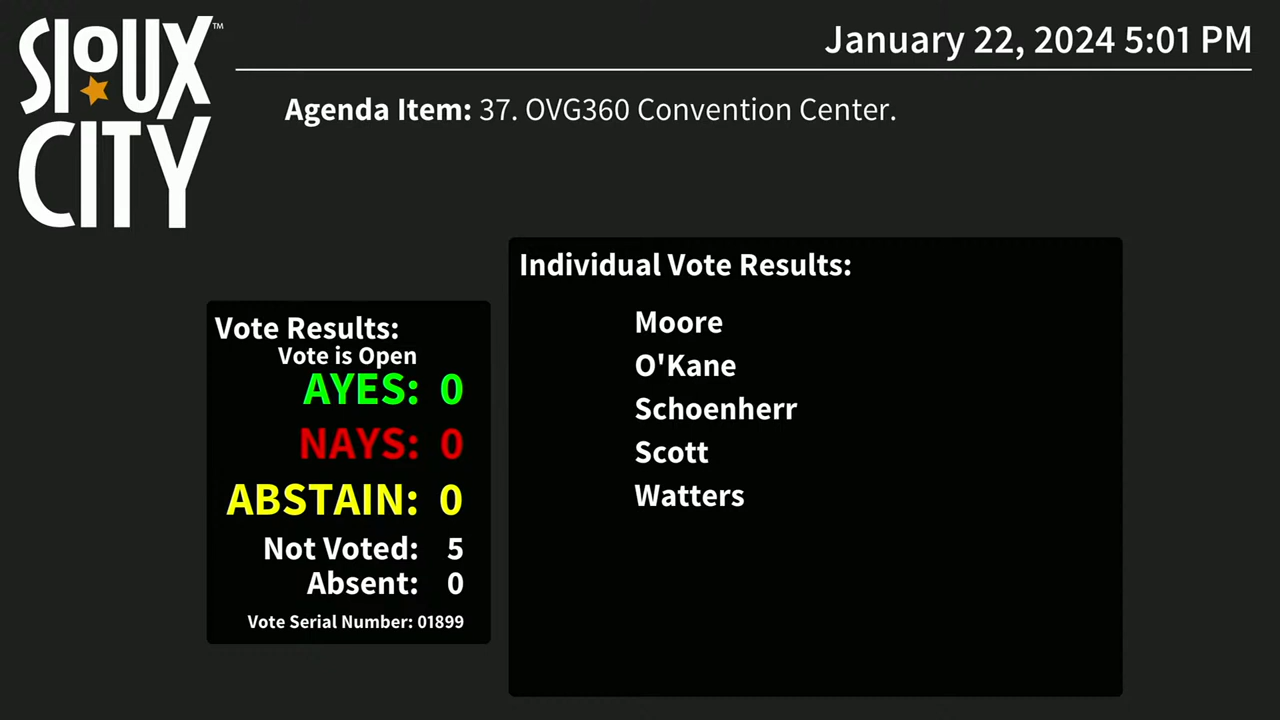 SIOUX™
CITY
January 22, 2024 5:01 PM
Agenda Item: 37. OVG360 Convention Center.
Vote Results:
Vote is Open
AYES: 0
NAYS: 0
ABSTAIN: 0
Not Voted: 5
Absent: 0
Vote Serial Number: 01899
Individual Vote Results:
Moore
O'Kane
Schoenherr
Scott
Watters